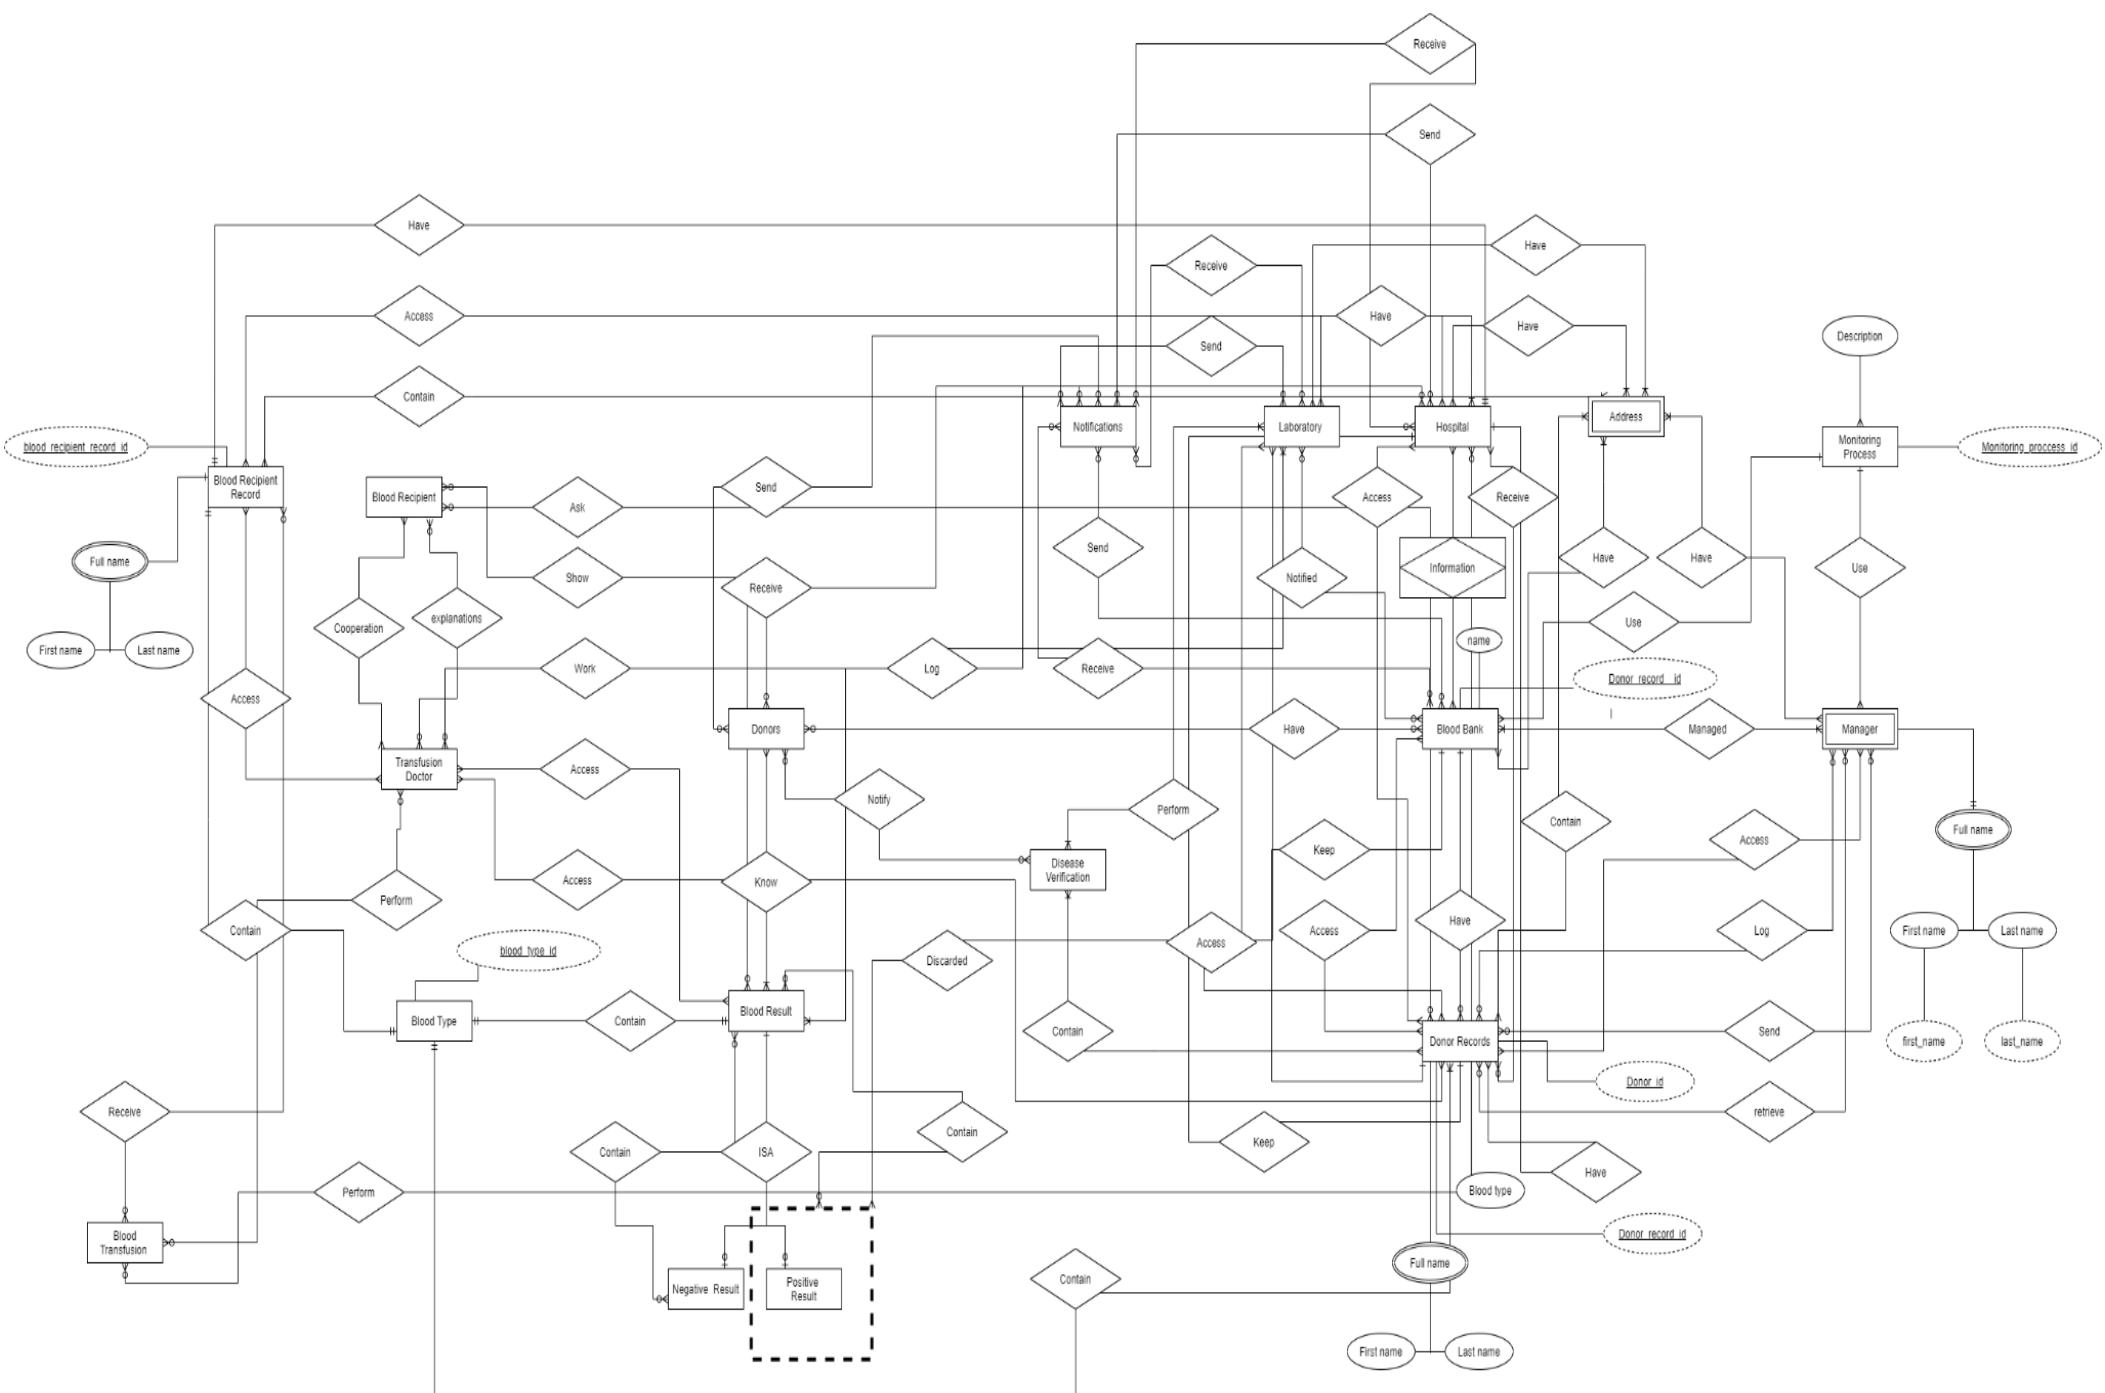 Receive
Send
Have
Have
Receive
Access
Have
Have
Description
Send
Contain
Address
Notifications
Laboratory
Hospital
blood_recipient_record_id
Monitoring
Process
Monitoring_proccess_id
Blood Recipient
Record
Blood Recipient
Send
Access
Receive
Ask
Full name
Send
Have
Have
Show
Receive
Notified
Information
Use
Cooperation
explanations
Use
name
First name
Last name
Work
Log
Receive
Donor_record__id
Access
Donors
Have
Blood Bank
Managed
Manager
Transfusion
Doctor
Access
Notify
Perform
Contain
Full name
Keep
Access
Disease
Verification
Access
Know
Perform
Contain
Access
Access
Have
Log
First name
Last name
blood_type_id
Discarded
Blood Type
Contain
Blood Result
Contain
Donor Records
Send
first_name
last_name
Donor_id
Receive
Contain
Keep
retrieve
Contain
ISA
Have
Perform
Blood type
Blood
Transfusion
Donor_record_id
Full name
Negative Result
Positive
Result
Contain
First name
Last name